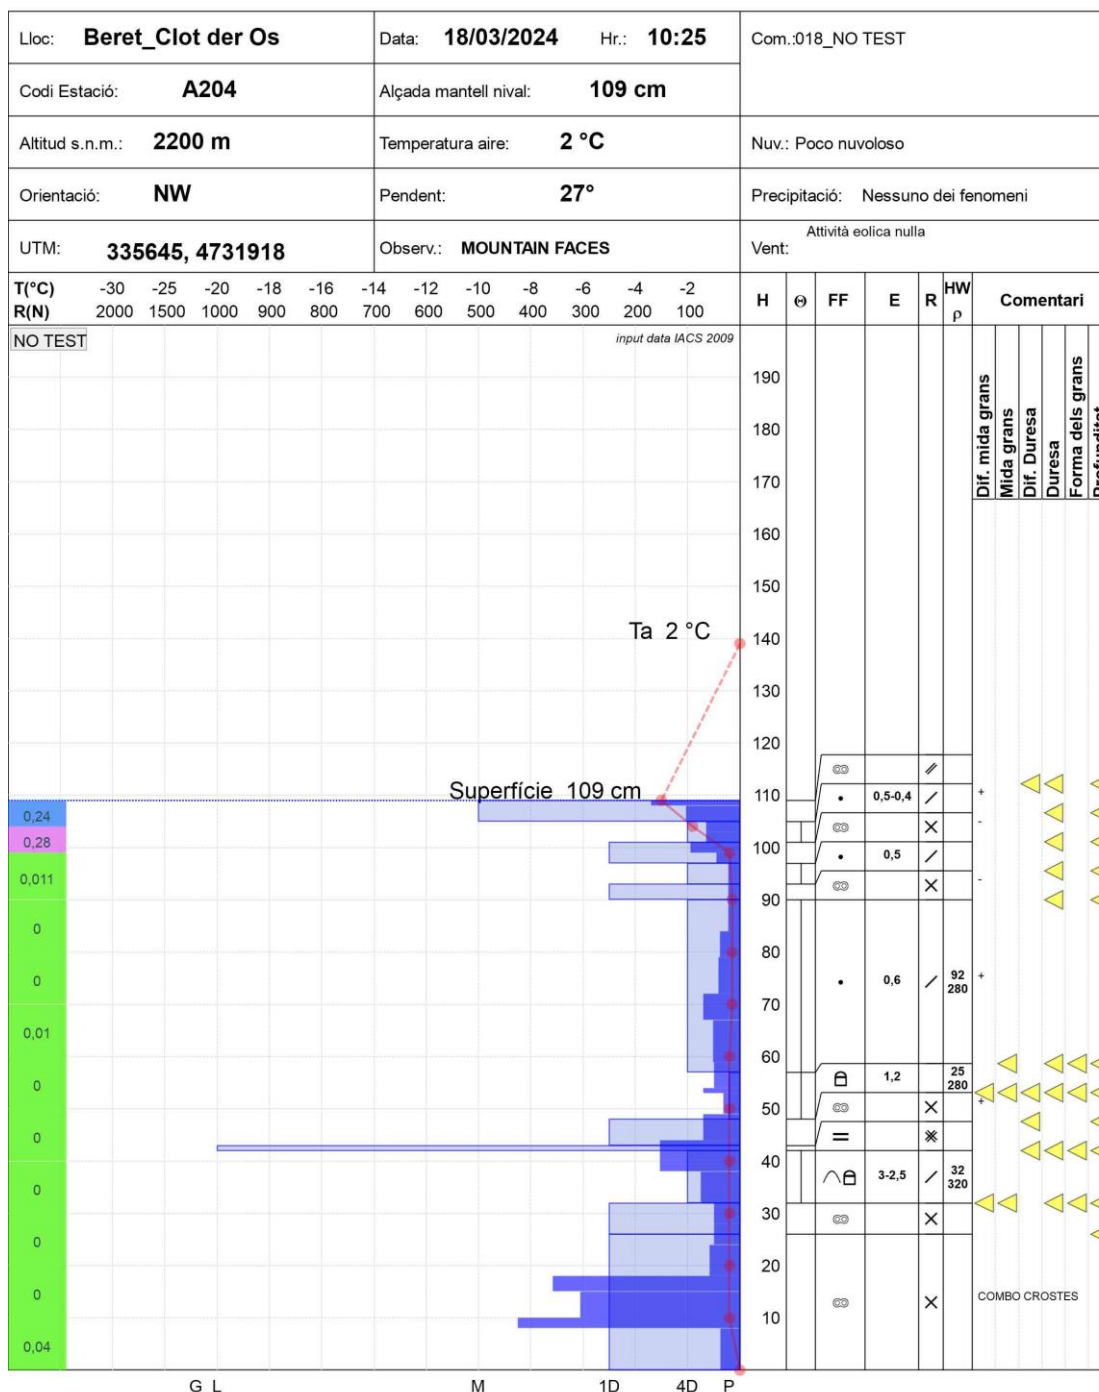 Lloc: Beret_Clot der Os Data: 18/03/2024 Hr.: 10:25 Com.:018_NO TEST
Codi Estació: A204 Alçada mantell nival: 109 cm
Altitud s.n.m.: 2200 m Temperatura aire: 2 °C Nuv.: Poco nuvoloso
Orientació: NW Pendent: 27° Precipitació: Nessuno dei fenomeni
UTM: 335645, 4731918 Observ.: MOUNTAIN FACES Vent: Attività eolica nulla
T(°C) -30 -25 -20 -18 -16 -14 -12 -10 -8 -6 -4 -2 H Θ FF E R HW Comentari
R(N) 2000 1500 1000 900 800 700 600 500 400 300 200 100 ρ
NO TEST input data IACS 2009
Dif. mida grans
Mida grans
Dif. Duresa
Duresa
Forma dels grans
Profunditat
190
180
170
160
150
Ta 2 °C 140
130
120
Superfície 109 cm 110 0,5-0,4 / +
0,24 -
0,28 100 0,5 /
0,011 90 -
0
0 80 0,6 / 92 280 +
0,01 70
0 60 1,2 25 280
0 50 +
0 40 3-2,5 / 32 320
0 30
0 20 COMBO CROSTES
0,04 10
G L M 1D 4D P